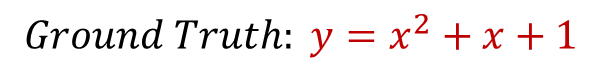 Ground Truth: y = x² + x + 1